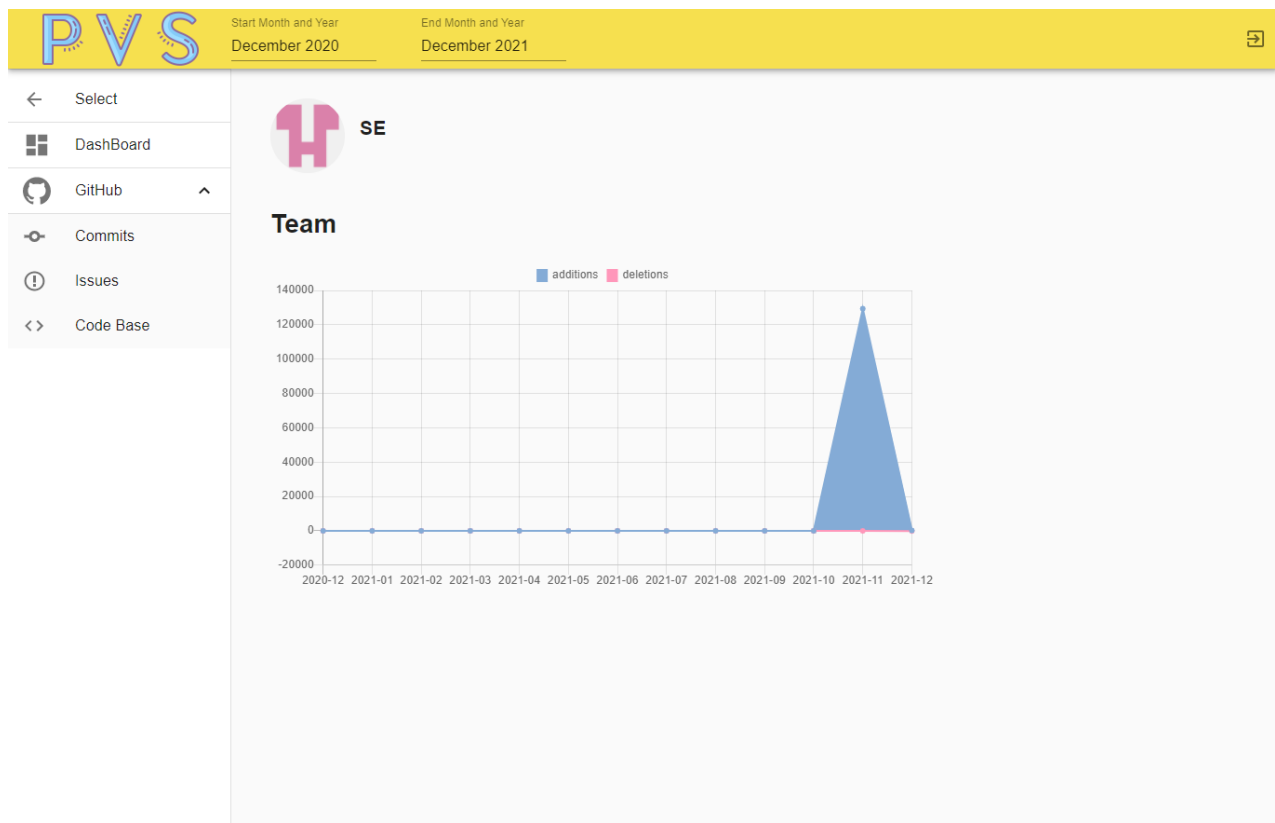 PVS
Start Month and Year
December 2020
End Month and Year
December 2021
Select
DashBoard
GitHub
Commits
Issues
Code Base
SE
Team
additions deletions
140000
120000
100000
80000
60000
40000
20000
0
-20000
2020-12 2021-01 2021-02 2021-03 2021-04 2021-05 2021-06 2021-07 2021-08 2021-09 2021-10 2021-11 2021-12